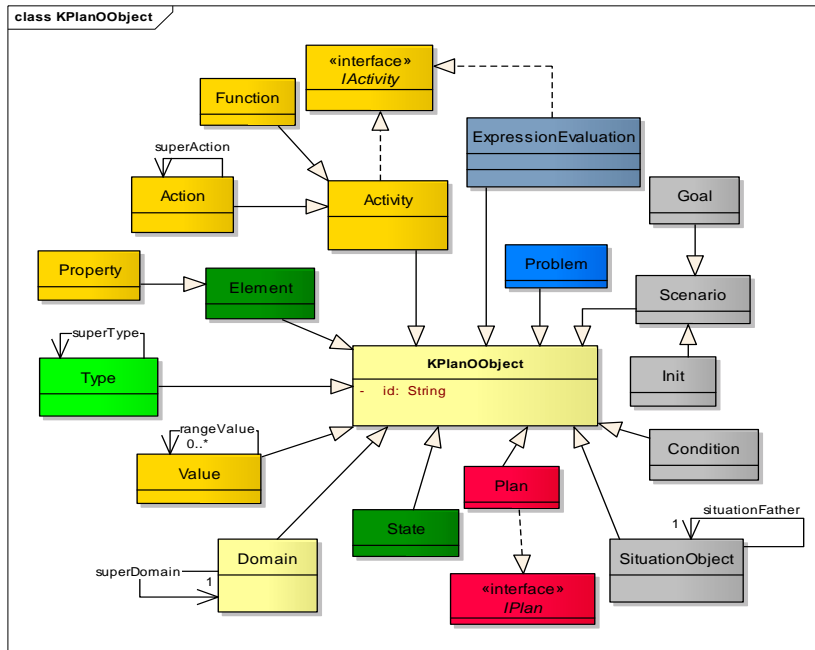 class KPlanOObject
«interface»
IActivity
Function
ExpressionEvaluation
superAction
Action
Activity
Goal
Property
Element
Problem
Scenario
superType
Type
KPlanOObject
- id: String
Init
rangeValue
0..*
Value
Plan
Condition
State
situationFather
1
SituationObject
Domain
superDomain
1
«interface»
IPlan